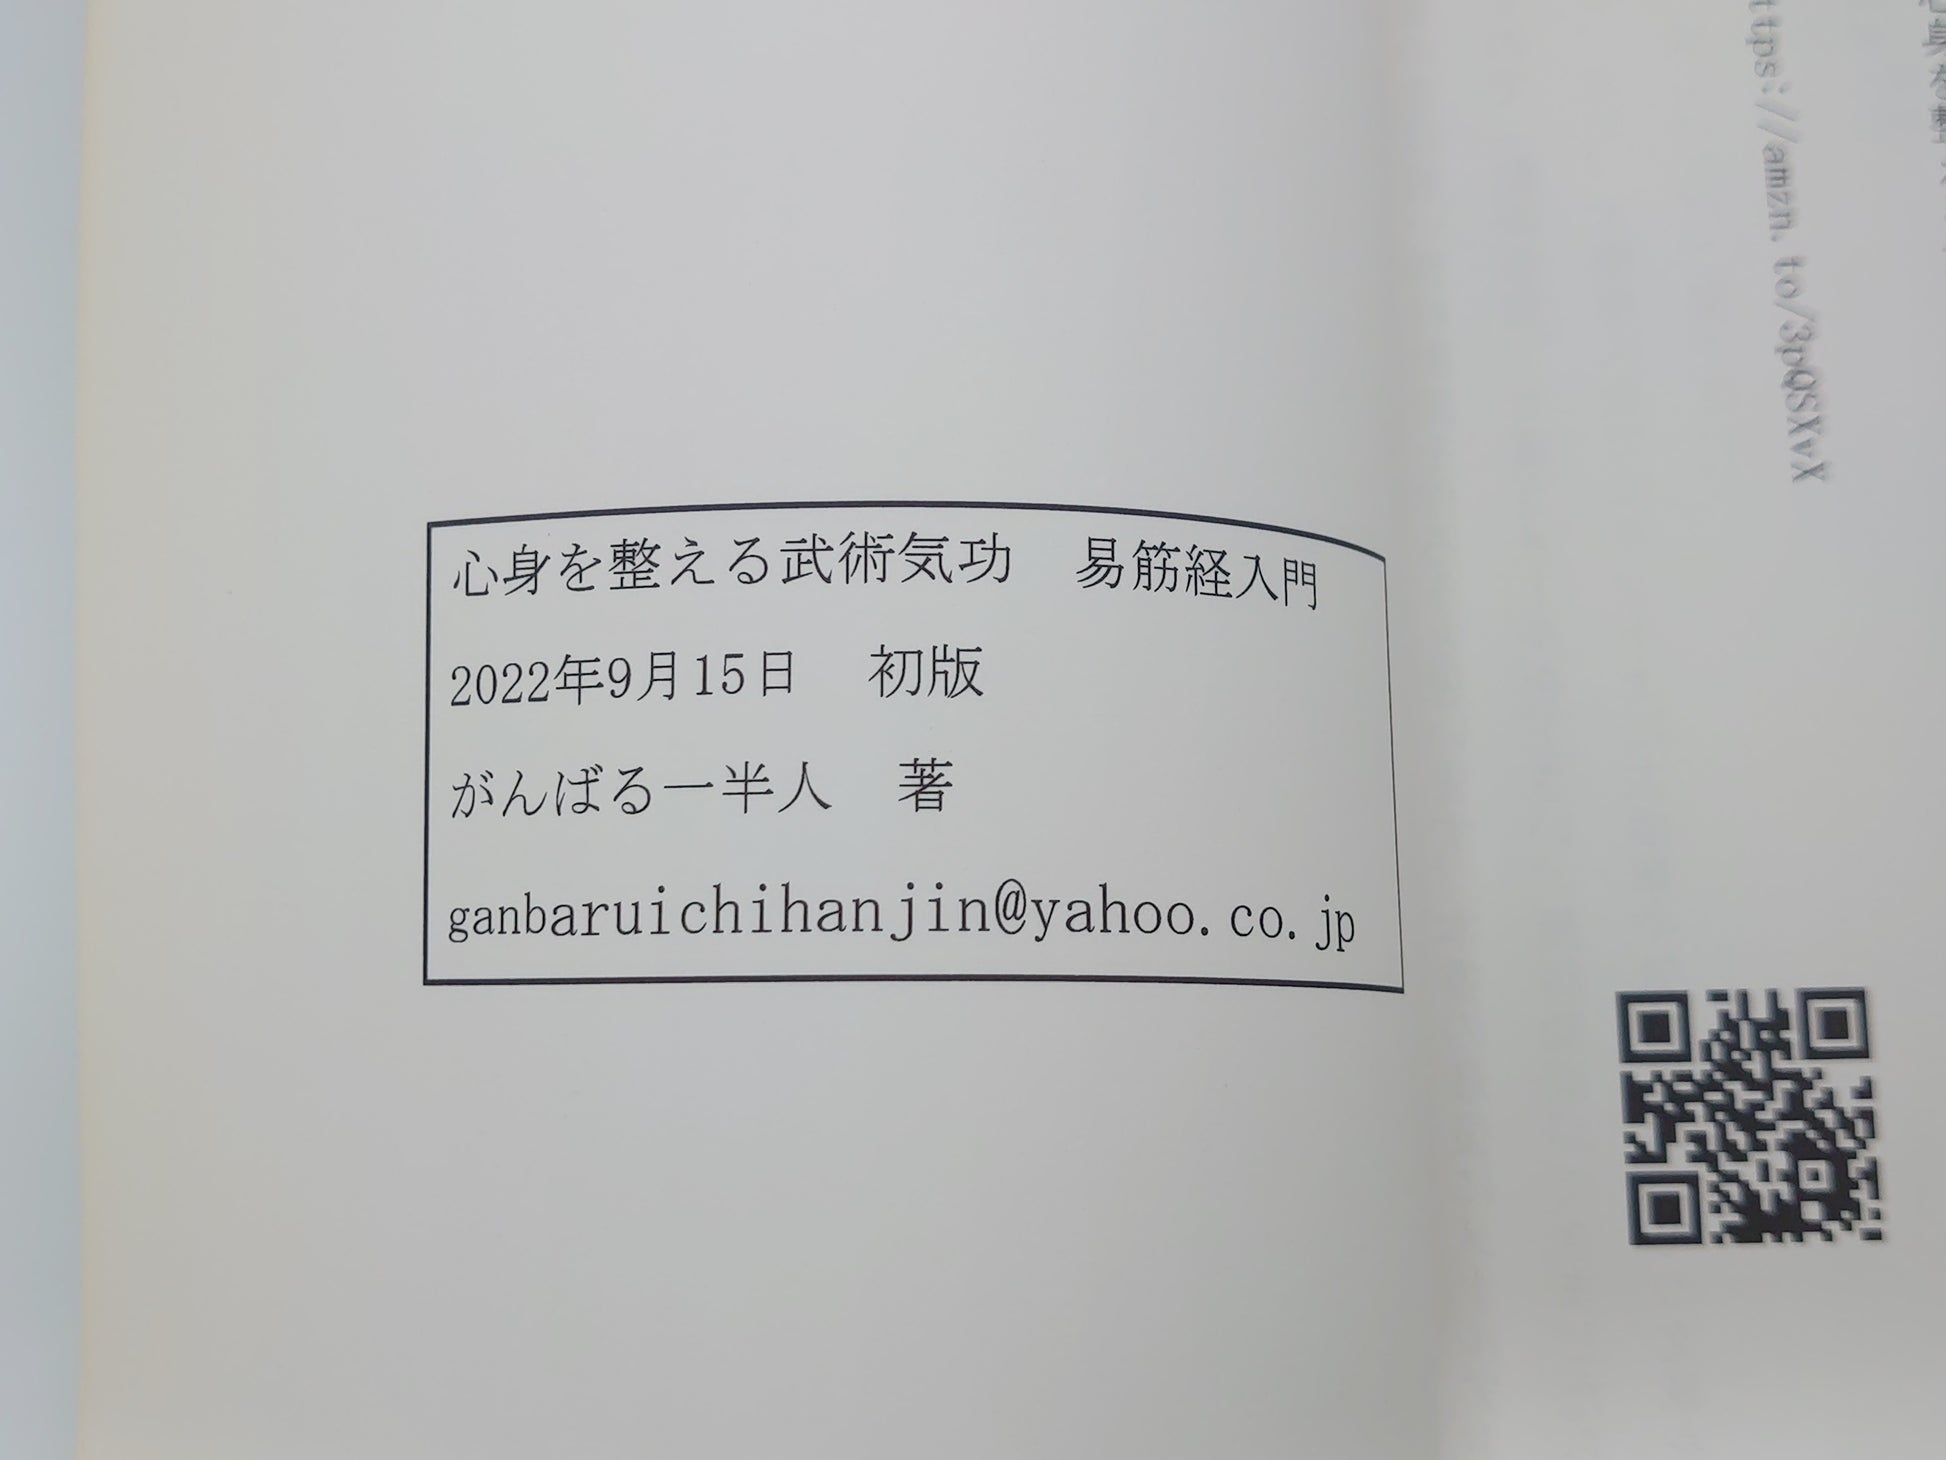 心身を整える武術気功　易筋経入門
2022年9月15日　初版
がんばる一半人　著
ganbaruichihanjin@yahoo.co.jp
ttps://amzn.to/3pQSXvX